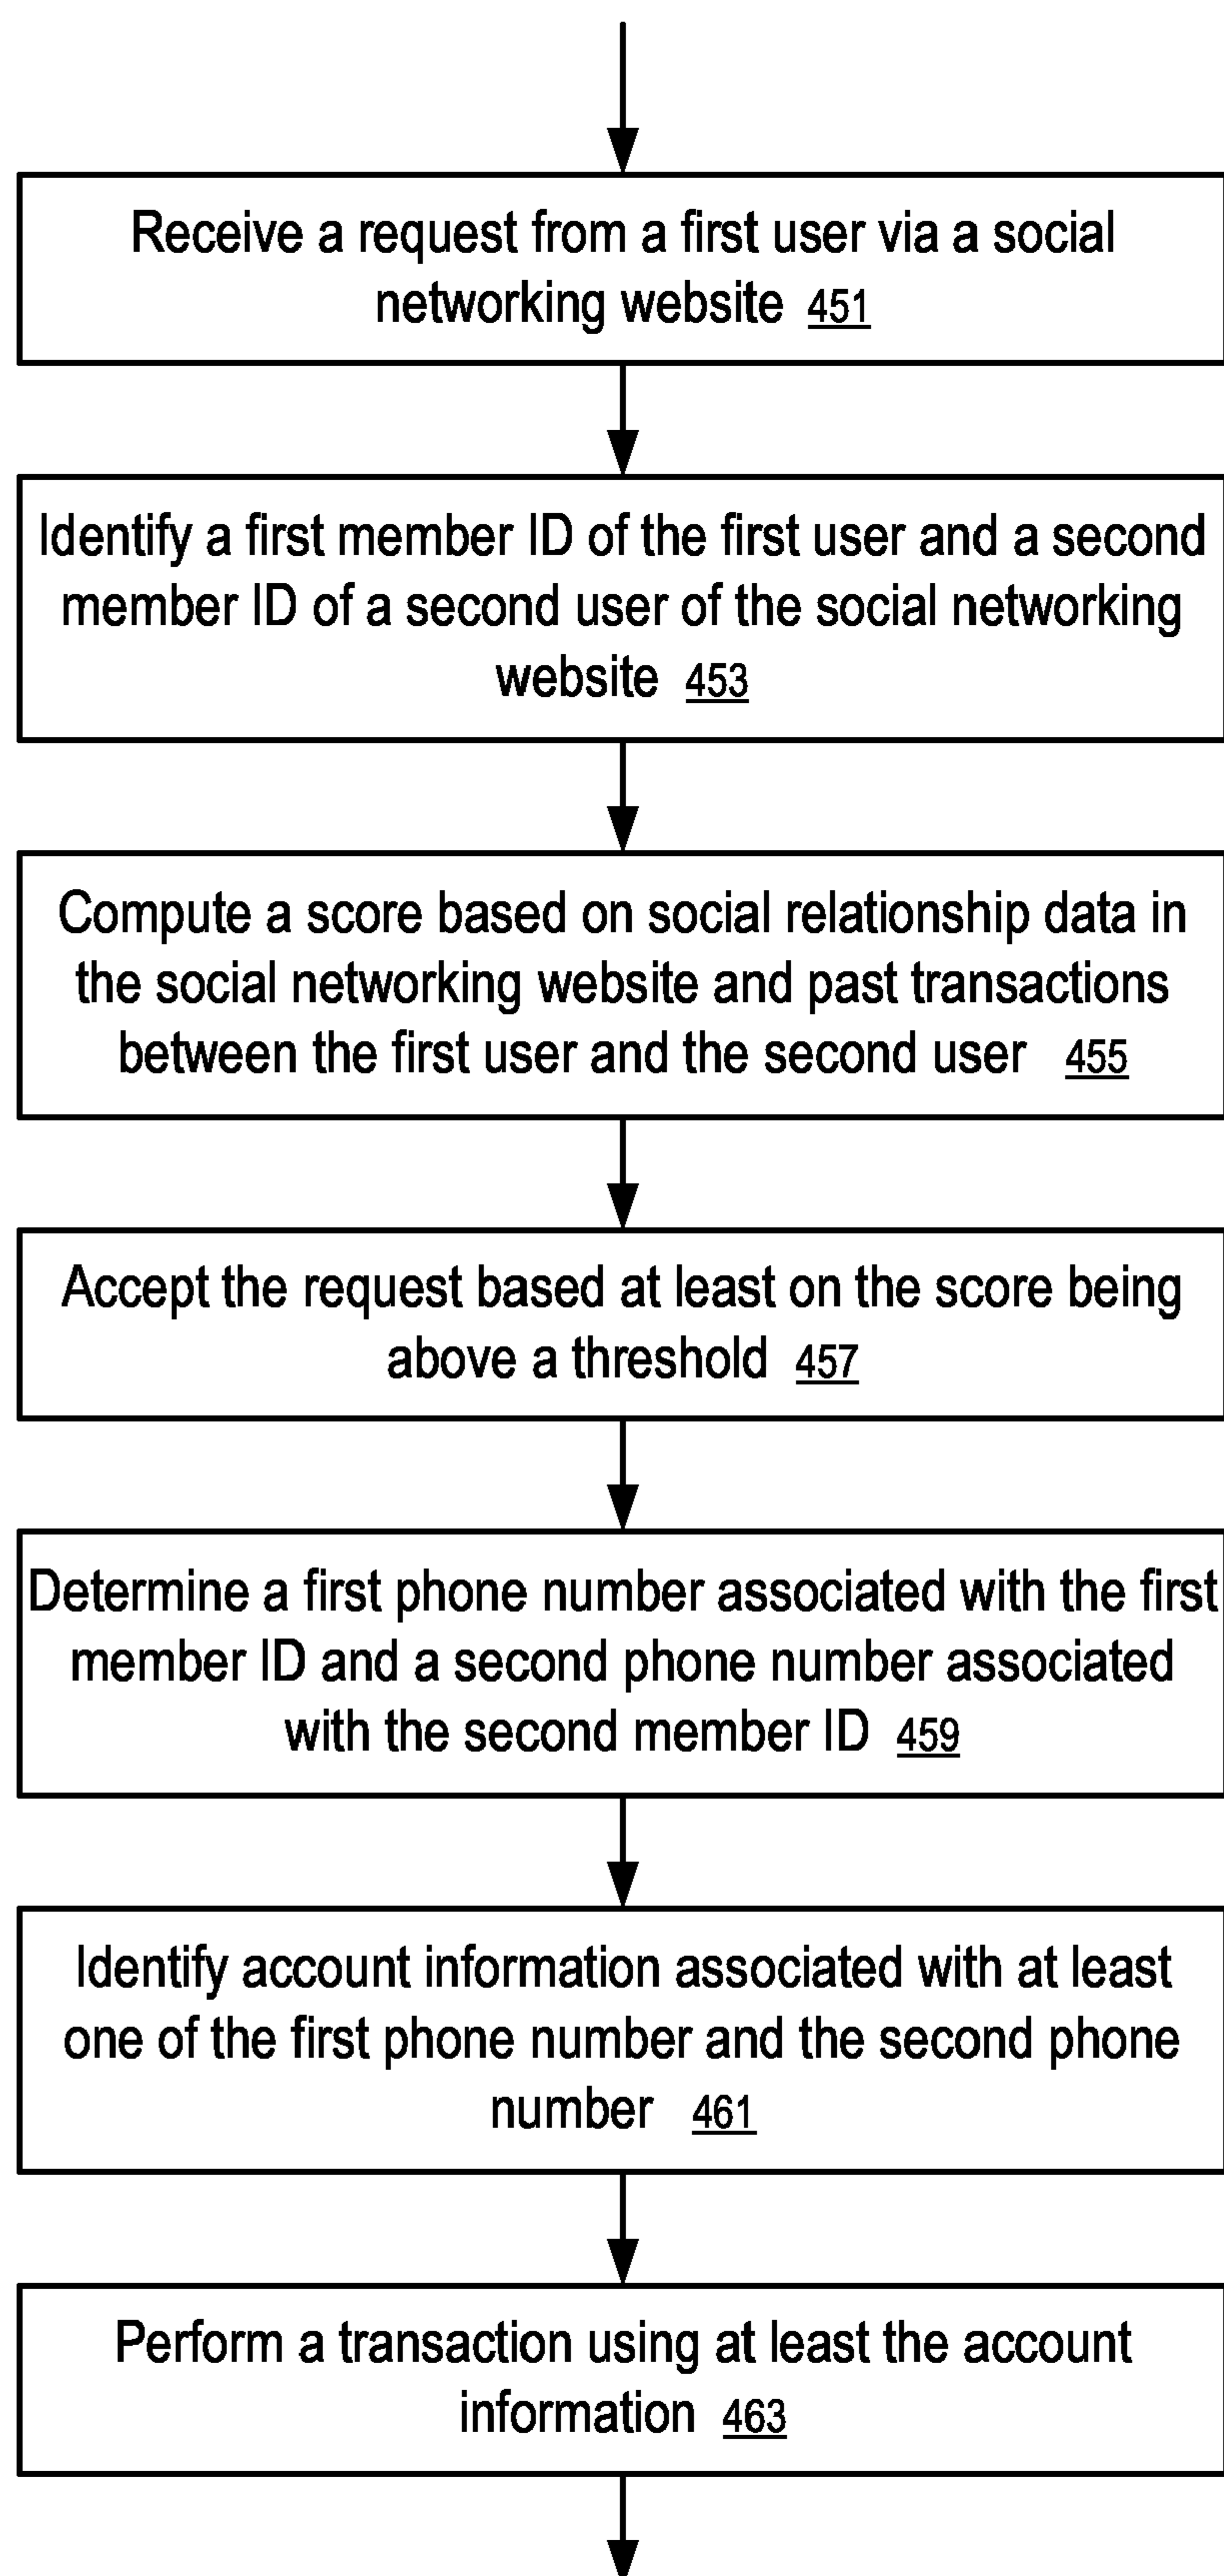 Receive a request from a first user via a social
networking website 451
Identify a first member ID of the first user and a second
member ID of a second user of the social networking
website 453
Compute a score based on social relationship data in
the social networking website and past transactions
between the first user and the second user 455
Accept the request based at least on the score being
above a threshold 457
Determine a first phone number associated with the first
member ID and a second phone number associated
with the second member ID 459
Identify account information associated with at least
one of the first phone number and the second phone
number 461
Perform a transaction using at least the account
information 463